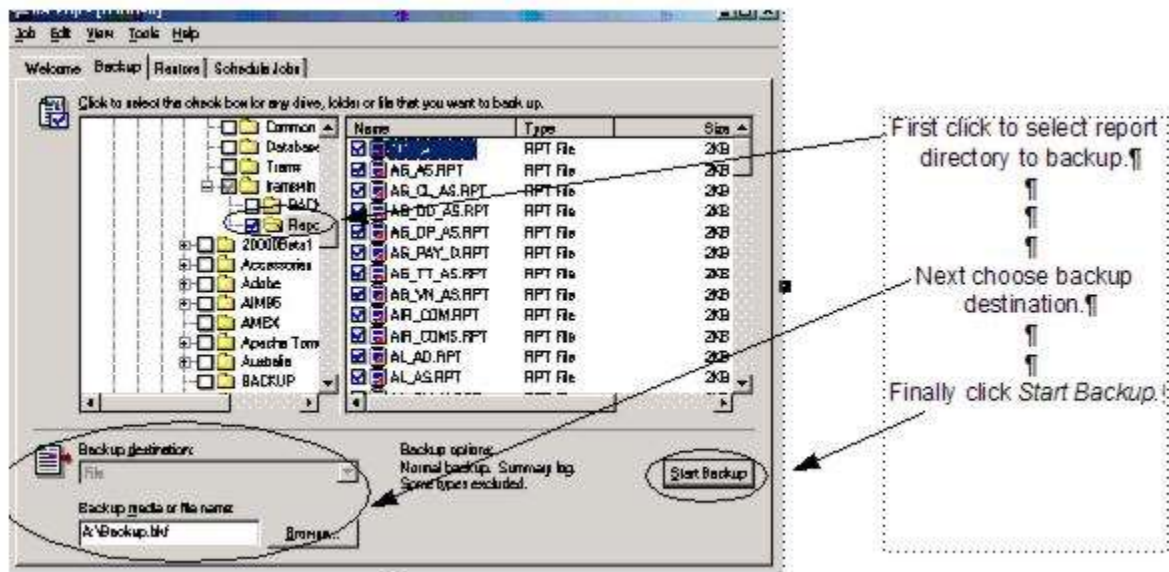 Job Edit View Tools Help
Welcome Backup Restore Schedule Jobs
Click to select the check box for any drive, folder or file that you want to back up.
Common
Database
Trams
20000Beta1
Accessories
Adobe
AIM95
AMEX
Apache Tom
Australia
BACKUP
Name Type Size
RPT File 2KB
AG_AS.RPT RPT File 2KB
AG_CL_AS.RPT RPT File 2KB
AG_DD_AS.RPT RPT File 2KB
AG_DP_AS.RPT RPT File 2KB
AG_PAY_D.RPT RPT File 2KB
AG_TT_AS.RPT RPT File 2KB
AG_VN_AS.RPT RPT File 2KB
AIR_COM.RPT RPT File 2KB
AIR_COMS.RPT RPT File 2KB
AL_AD.RPT RPT File 2KB
AL_AS.RPT RPT File 2KB
Backup destination:
File
Backup media or file name:
A:\Backup.bkf Browse...
Backup options:
Normal backup. Summary log.
Some types excluded.
Start Backup
First click to select report
directory to backup.¶
¶
¶
¶
Next choose backup
destination.¶
¶
¶
Finally click Start Backup.